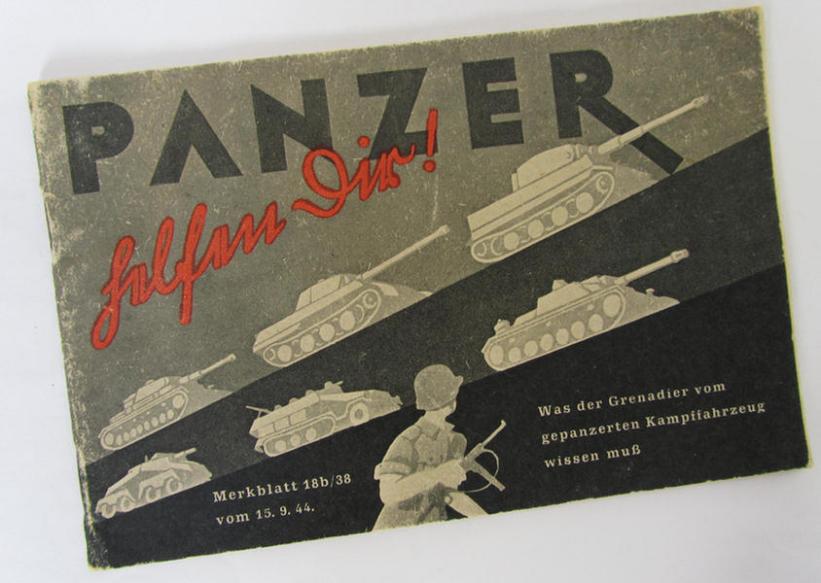 PANZER
helfen Dir!
Was der Grenadier vom
gepanzerten Kampffahrzeug
wissen muß
Merkblatt 18b/38
vom 15. 9. 44.